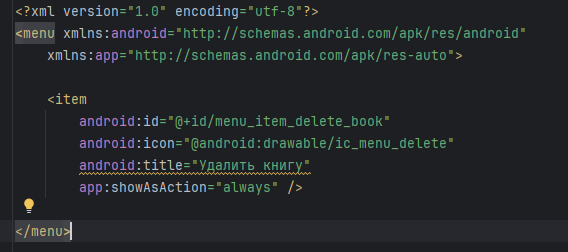 <?xml version="1.0" encoding="utf-8"?>
<menu xmlns:android="http://schemas.android.com/apk/res/android"
    xmlns:app="http://schemas.android.com/apk/res-auto">

    <item
        android:id="@+id/menu_item_delete_book"
        android:icon="@android:drawable/ic_menu_delete"
        android:title="Удалить книгу"
        app:showAsAction="always" />

</menu>